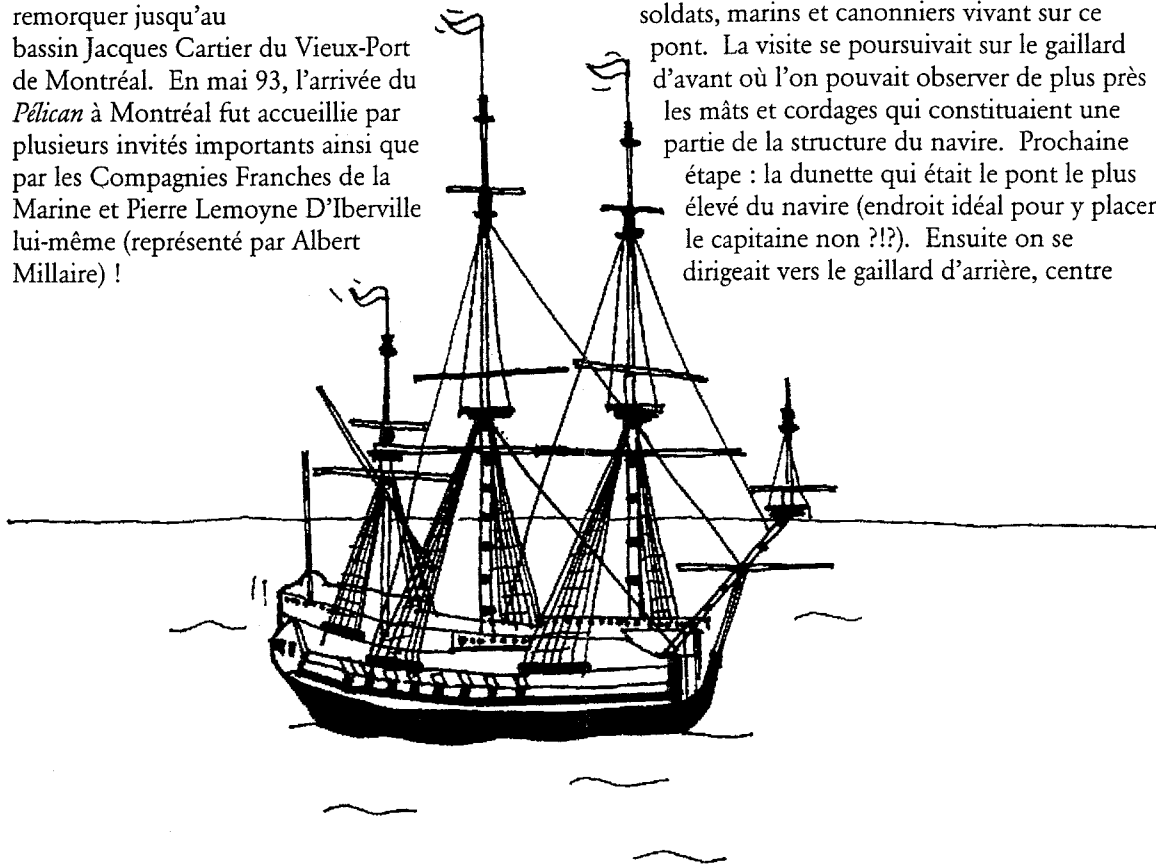 remorquer jusqu'au
bassin Jacques Cartier du Vieux-Port
de Montréal. En mai 93, l'arrivée du
Pélican à Montréal fut accueillie par
plusieurs invités importants ainsi que
par les Compagnies Franches de la
Marine et Pierre Lemoyne D'Iberville
lui-même (représenté par Albert
Millaire) !
soldats, marins et canonniers vivant sur ce
pont. La visite se poursuivait sur le gaillard
d'avant où l'on pouvait observer de plus près
les mâts et cordages qui constituaient une
partie de la structure du navire. Prochaine
étape : la dunette qui était le pont le plus
élevé du navire (endroit idéal pour y placer
le capitaine non ?!?). Ensuite on se
dirigeait vers le gaillard d'arrière, centre